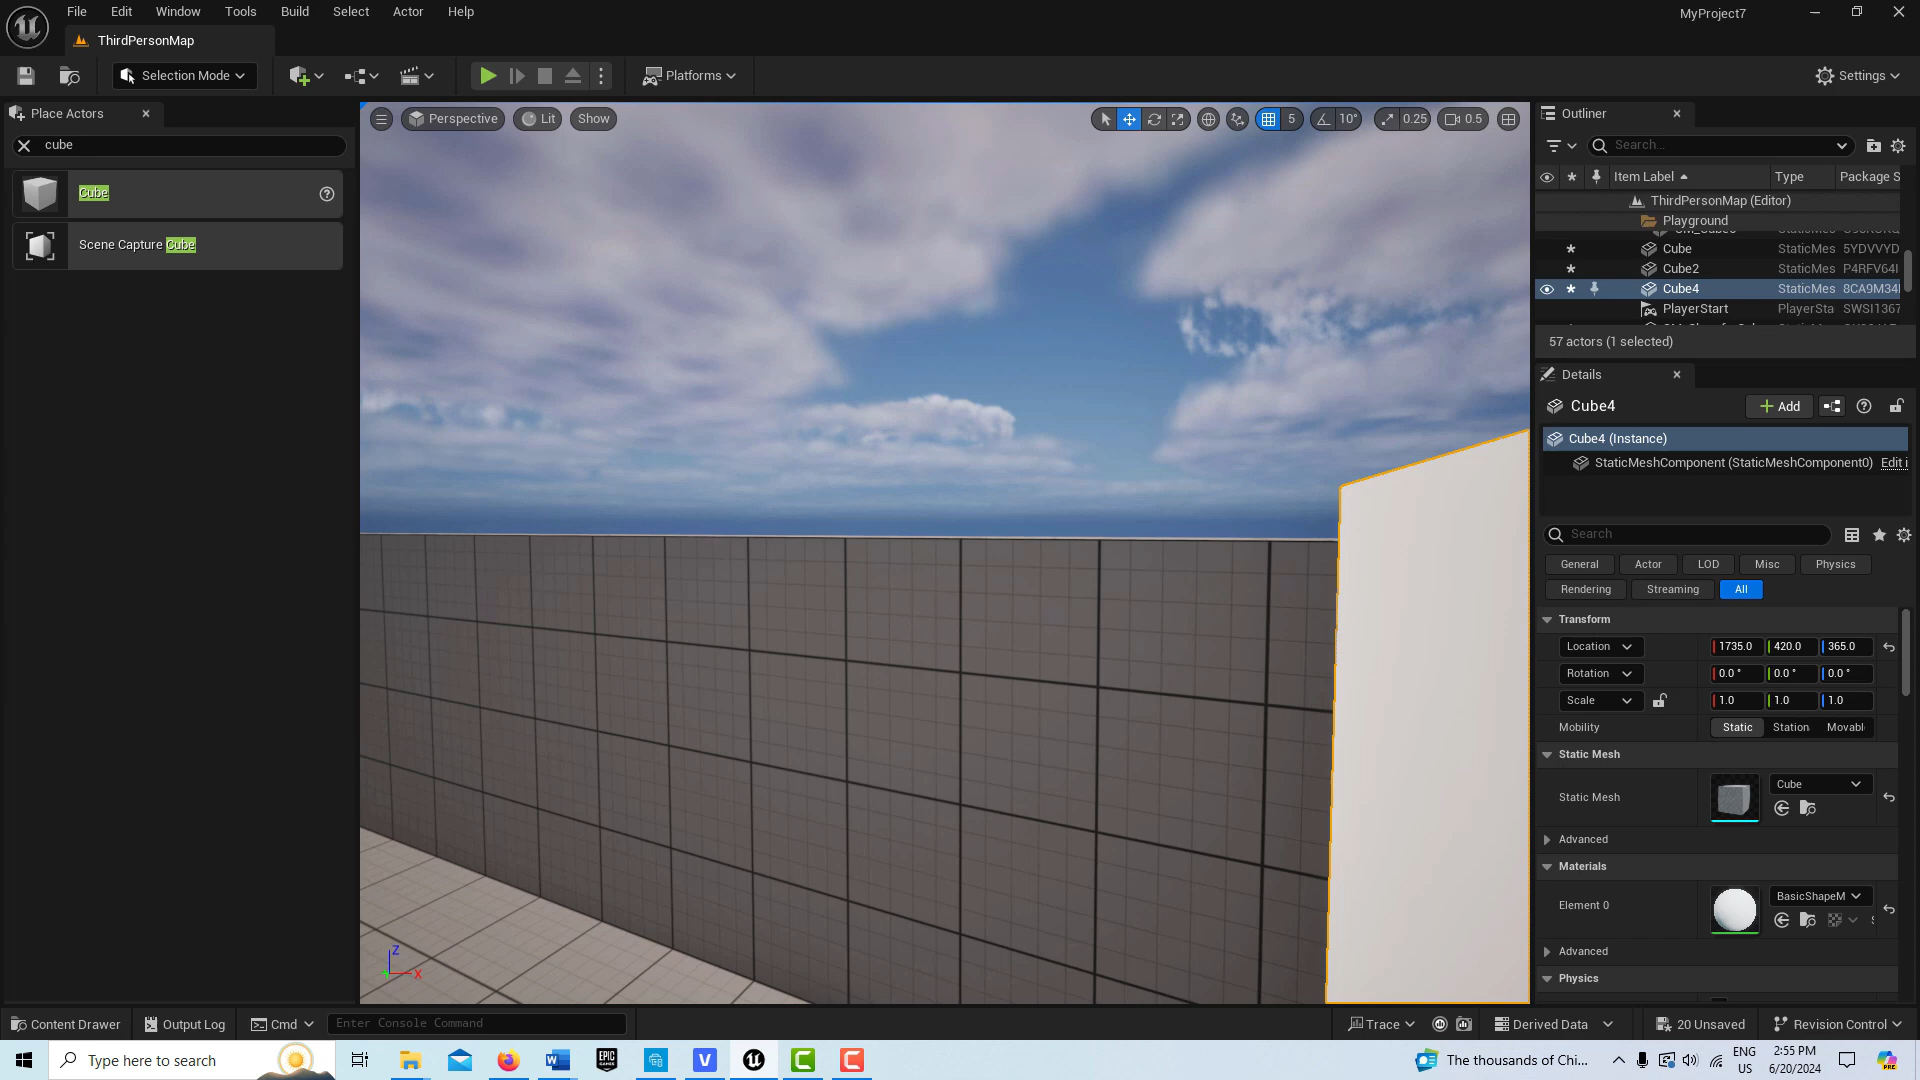 File Edit Window Tools Build Select Actor Help
MyProject7
ThirdPersonMap
Selection Mode
Platforms
Settings
Place Actors
cube
Cube
Scene Capture Cube
Perspective
Lit
Show
5
10°
0.25
0.5
Outliner
Search...
Item Label
Type
Package S
ThirdPersonMap (Editor)
Playground
Cube StaticMes 5YDVVYD
Cube2 StaticMes P4RFV64I
Cube4 StaticMes 8CA9M34I
PlayerStart PlayerSta SWSI1367
57 actors (1 selected)
Details
Cube4
Add
Cube4 (Instance)
StaticMeshComponent (StaticMeshComponent0) Edit i
Search
General Actor LOD Misc Physics
Rendering Streaming All
Transform
Location 1735.0 420.0 365.0
Rotation 0.0 ° 0.0 ° 0.0 °
Scale 1.0 1.0 1.0
Mobility Static Station Movabl
Static Mesh
Static Mesh Cube
Advanced
Materials
Element 0 BasicShapeM
Advanced
Physics
Z
X
Content Drawer
Output Log
Cmd
Enter Console Command
Trace
Derived Data
20 Unsaved
Revision Control
Type here to search
EPIC GAMES
The thousands of Chi...
ENG
US
2:55 PM
6/20/2024
PRE